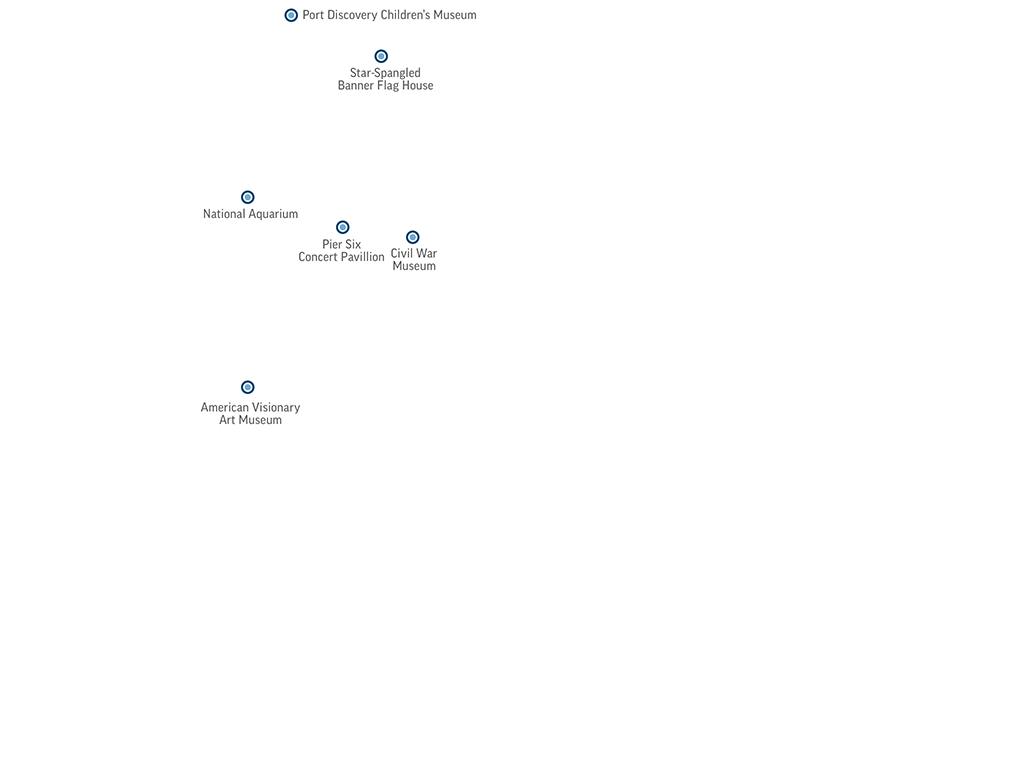 Port Discovery Children's Museum
Star-Spangled
Banner Flag House
National Aquarium
Pier Six
Concert Pavillion
Civil War
Museum
American Visionary
Art Museum